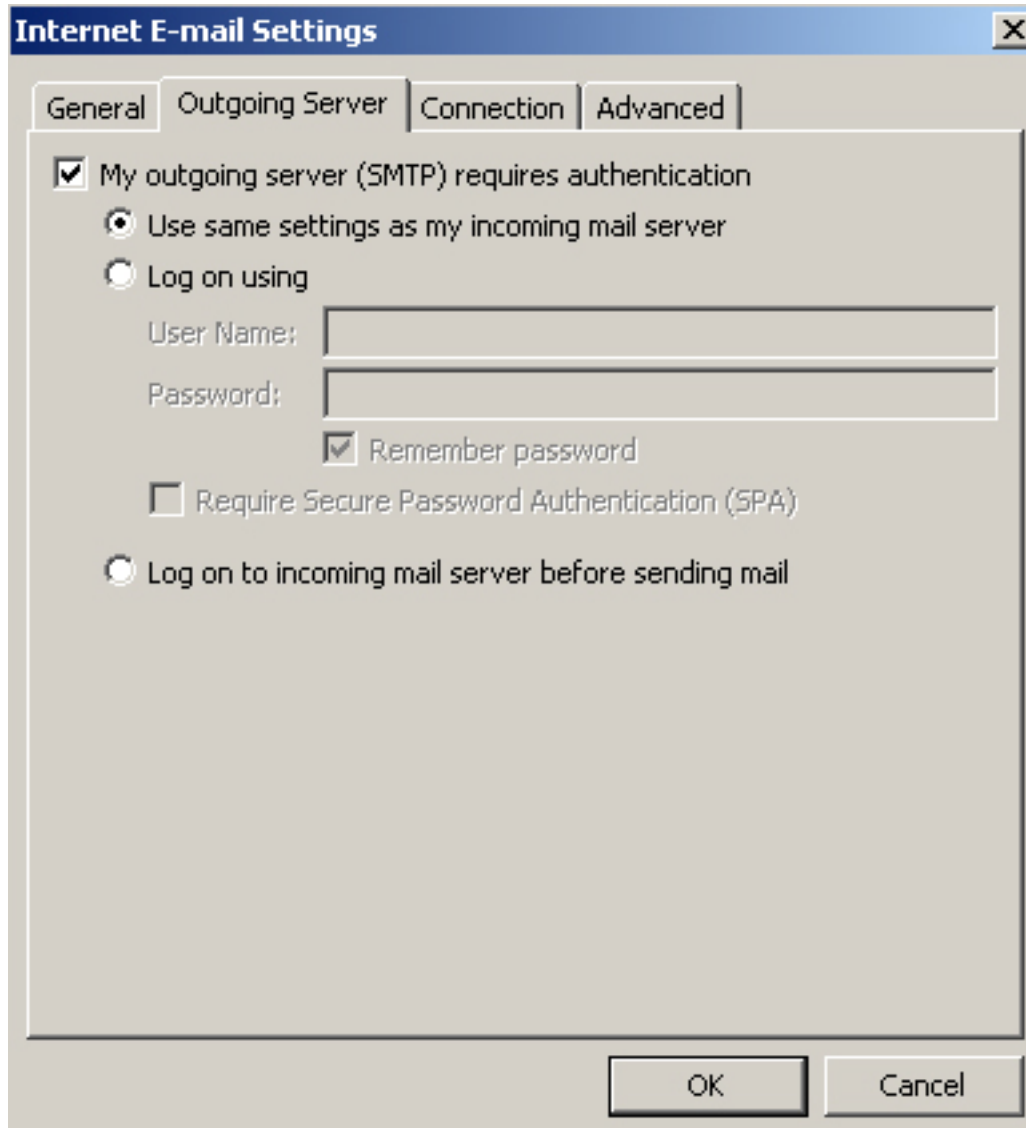 Internet E-mail Settings
General Outgoing Server Connection Advanced
My outgoing server (SMTP) requires authentication
Use same settings as my incoming mail server
Log on using
User Name:
Password:
Remember password
Require Secure Password Authentication (SPA)
Log on to incoming mail server before sending mail
OK Cancel